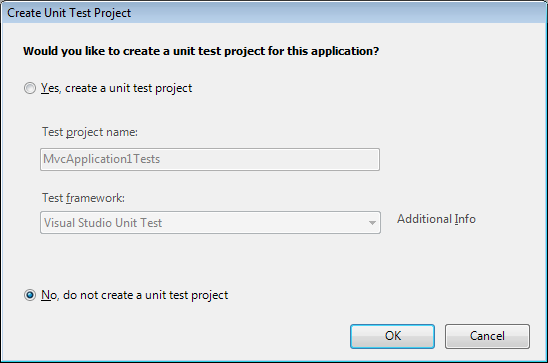 Create Unit Test Project
Would you like to create a unit test project for this application?
Yes, create a unit test project
Test project name:
MvcApplication1Tests
Test framework:
Visual Studio Unit Test
Additional Info
No, do not create a unit test project
OK Cancel